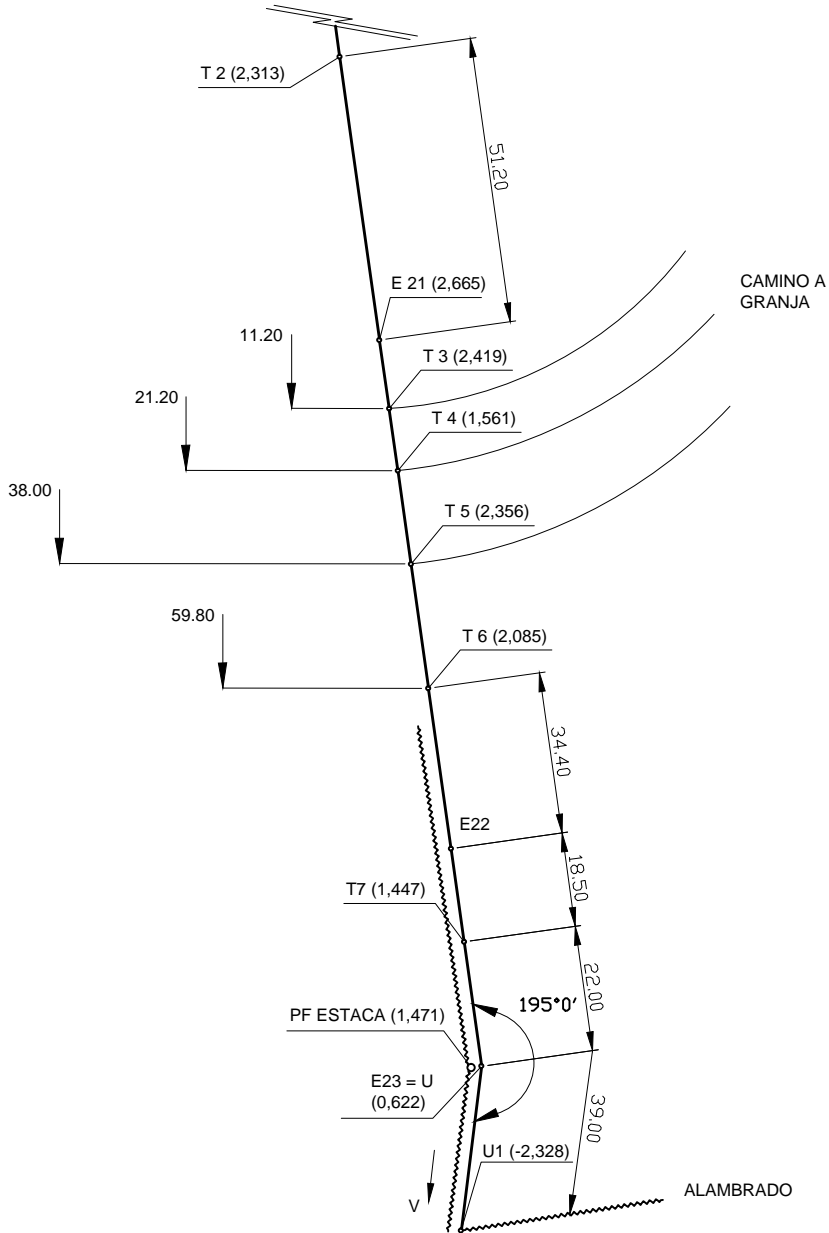 T 2 (2,313)
51.20
E 21 (2,665)
CAMINO A
GRANJA
11.20
T 3 (2,419)
21.20
T 4 (1,561)
38.00
T 5 (2,356)
59.80
T 6 (2,085)
34.40
E22
18.50
T7 (1,447)
22.00
195°0'
PF ESTACA (1,471)
E23 = U
(0,622)
39.00
U1 (-2,328)
V
ALAMBRADO